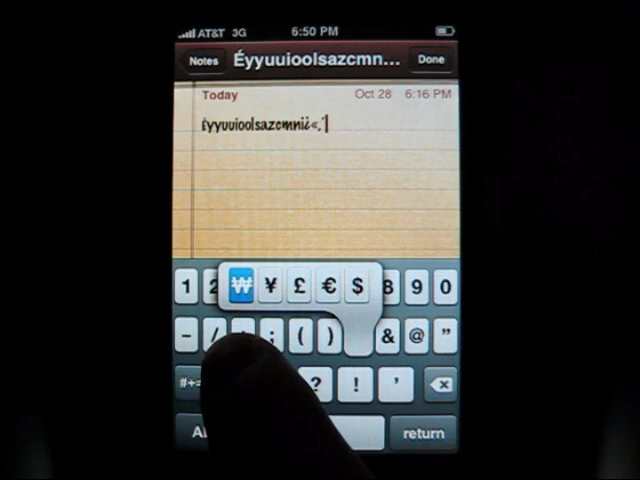 AT&T 3G 6:50 PM
Notes Éyyuuioolsazcmn... Done
Today Oct 28 6:16 PM
₩ ¥ £ € $
1 2 8 9 0
- / ; ( ) & @ "
#+= ? ! '
return